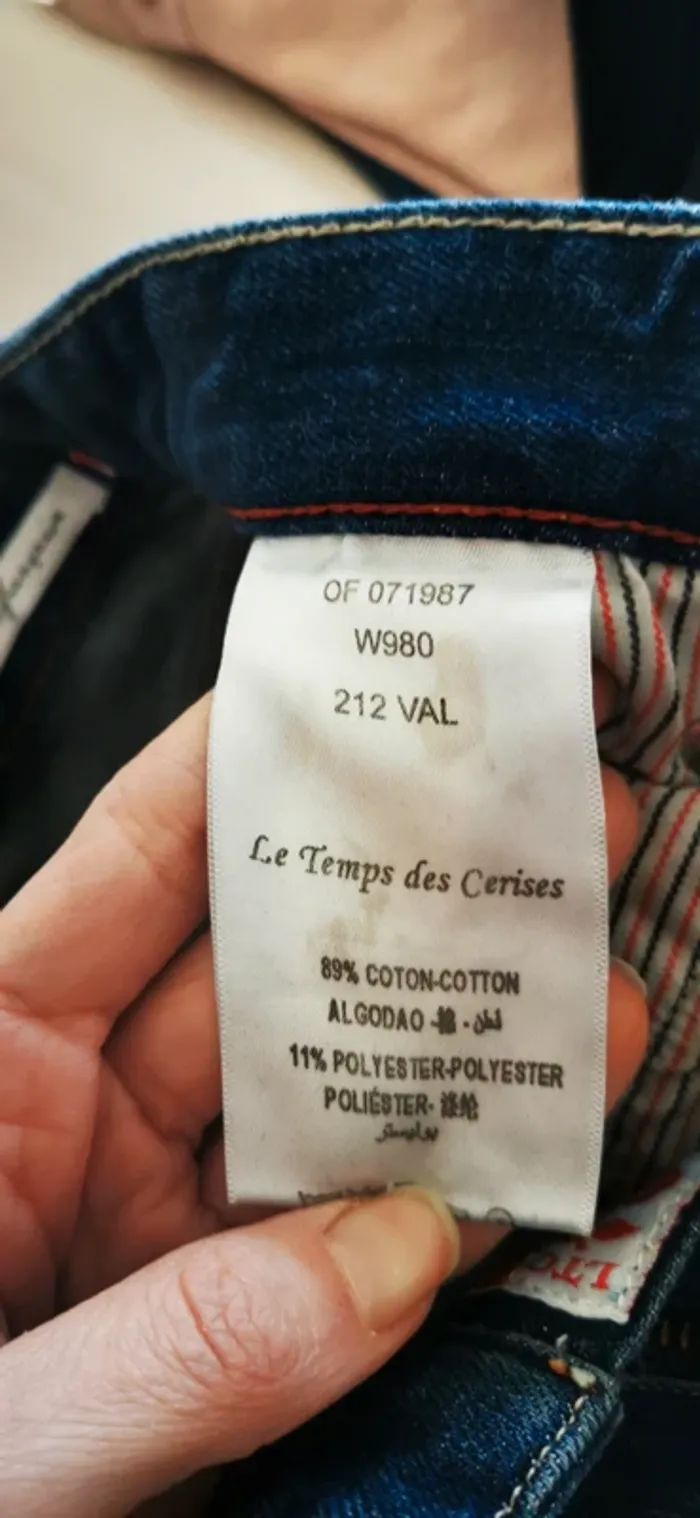 OF 071987
W980
212 VAL
Le Temps des Cerises
89% COTON-COTTON
ALGODAO -棉 - قطن
11% POLYESTER-POLYESTER
POLIÉSTER- 涤纶
بوليستر
LTC